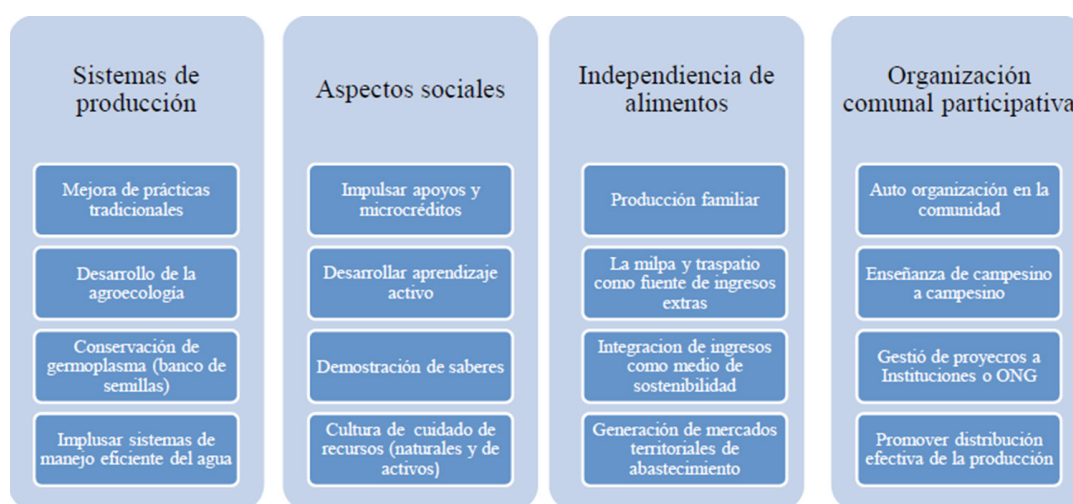 Sistemas de
producción
Mejora de prácticas
tradicionales
Desarrollo de la
agroecología
Conservación de
germoplasma (banco de
semillas)
Implusar sistemas de
manejo eficiente del agua
Aspectos sociales
Impulsar apoyos y
microcréditos
Desarrollar aprendizaje
activo
Demostración de saberes
Cultura de cuidado de
recursos (naturales y de
activos)
Independiencia de
alimentos
Producción familiar
La milpa y traspatio
como fuente de ingresos
extras
Integracion de ingresos
como medio de
sostenibilidad
Generación de mercados
territoriales de
abastecimiento
Organización
comunal participativa
Auto organización en la
comunidad
Enseñanza de campesino
a campesino
Gestió de proyecros a
Instituciones o ONG
Promover distribución
efectiva de la producción